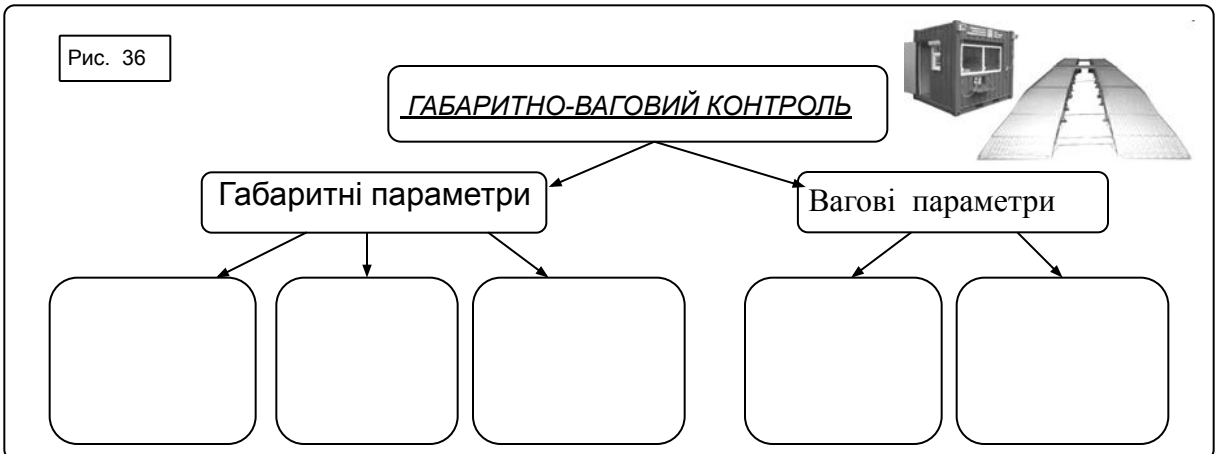 Рис. 36
ГАБАРИТНО-ВАГОВИЙ КОНТРОЛЬ
Габаритні параметри
Вагові параметри